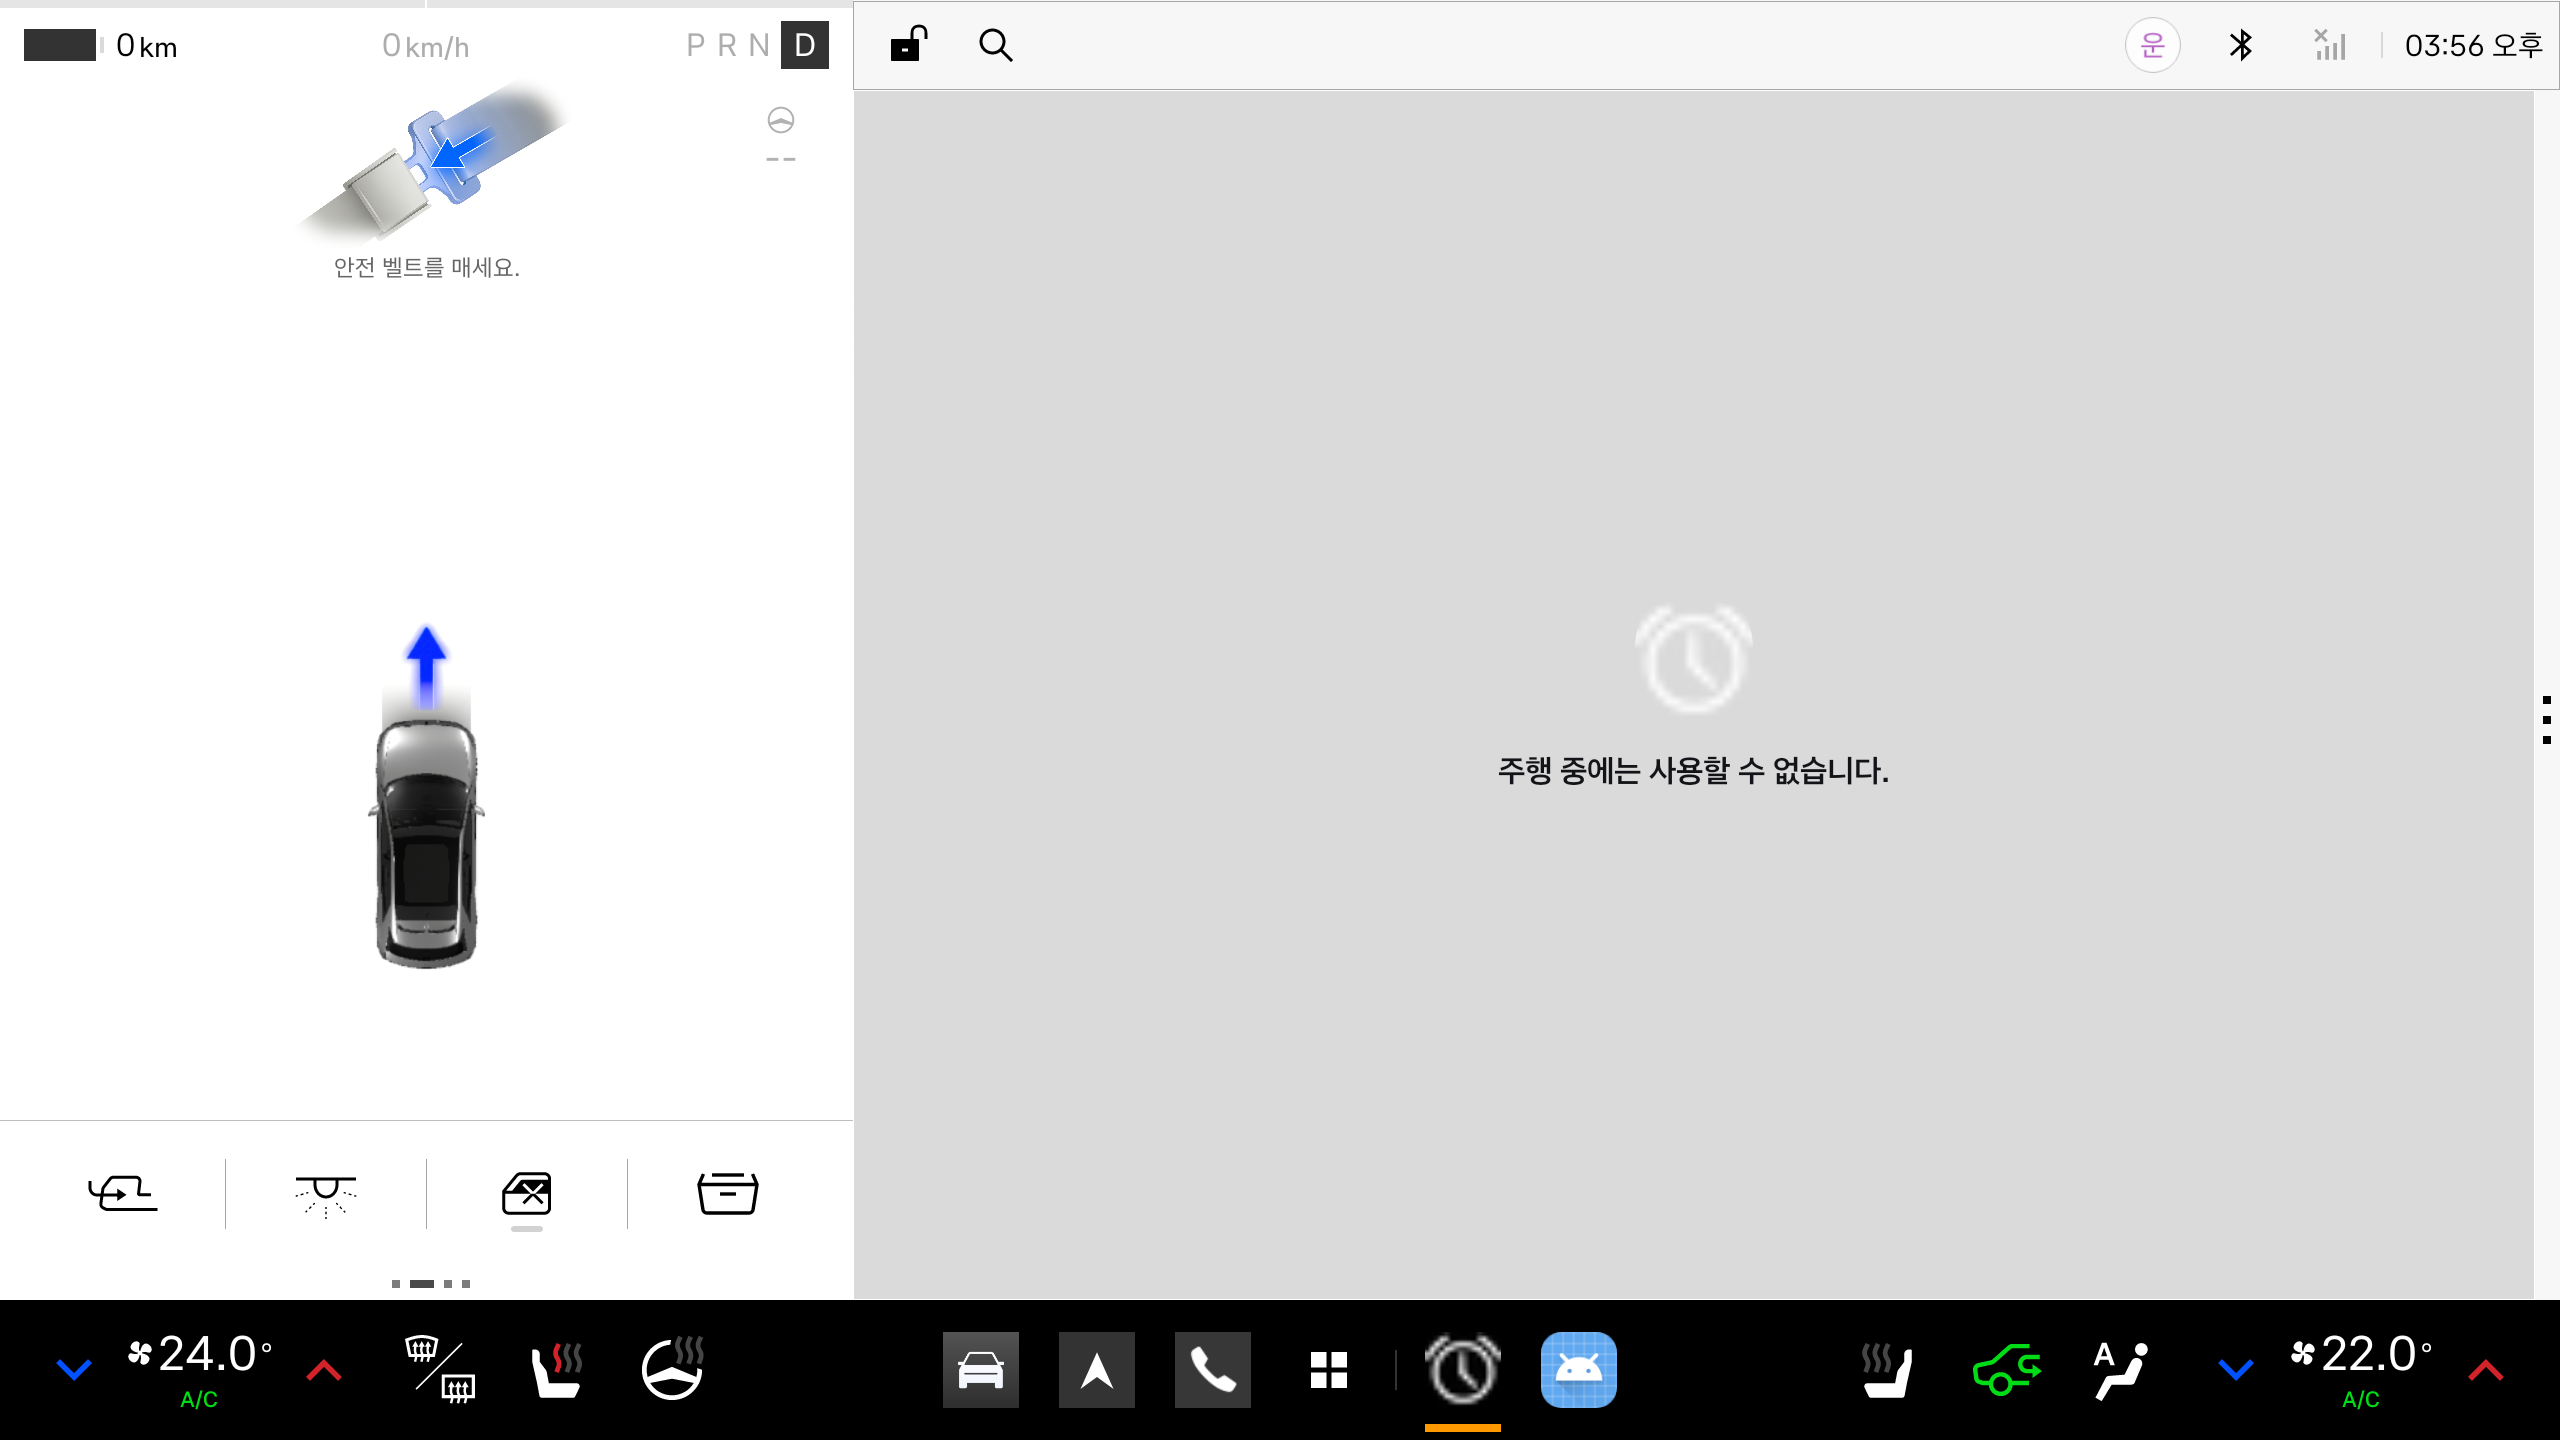 0 km
0 km/h
P R N D
운
03:56 오후
안전 벨트를 매세요.
--
주행 중에는 사용할 수 없습니다.
24.0°
A/C
A
22.0°
A/C